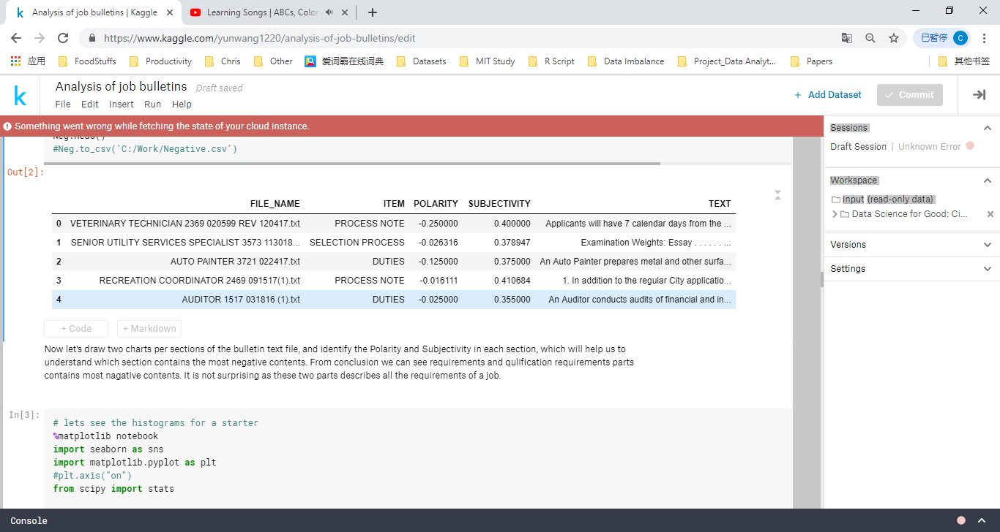 Analysis of job bulletins | Kaggle
Learning Songs | ABCs, Color
https://www.kaggle.com/yunwang1220/analysis-of-job-bulletins/edit
已暂停 C
应用 FoodStuffs Productivity Chris Other 爱词霸在线词典 Datasets MIT Study R Script Data Imbalance Project_Data Analyt... Papers 其他书签
k
Analysis of job bulletins Draft saved
File Edit Insert Run Help
+ Add Dataset
Commit
Something went wrong while fetching the state of your cloud instance.
Neg.head()
#Neg.to_csv('C:/Work/Negative.csv')
Out[2]:
FILE_NAME ITEM POLARITY SUBJECTIVITY TEXT
0 VETERINARY TECHNICIAN 2369 020599 REV 120417.txt PROCESS NOTE -0.250000 0.400000 Applicants will have 7 calendar days from the ...
1 SENIOR UTILITY SERVICES SPECIALIST 3573 113018... SELECTION PROCESS -0.026316 0.378947 Examination Weights: Essay . . . . . . ...
2 AUTO PAINTER 3721 022417.txt DUTIES -0.125000 0.375000 An Auto Painter prepares metal and other surfa...
3 RECREATION COORDINATOR 2469 091517(1).txt PROCESS NOTE -0.016111 0.410684 1. In addition to the regular City applicatio...
4 AUDITOR 1517 031816 (1).txt DUTIES -0.025000 0.355000 An Auditor conducts audits of financial and in...
+ Code + Markdown
Now let's draw two charts per sections of the bulletin text file, and identify the Polarity and Subjectivity in each section, which will help us to
understand which section contains the most negative contents. From conclusion we can see requirements and qulification requirements parts
contains most nagative contents. It is not surprising as these two parts describes all the requirements of a job.
In[3]:
# lets see the histograms for a starter
%matplotlib notebook
import seaborn as sns
import matplotlib.pyplot as plt
#plt.axis("on")
from scipy import stats
Sessions
Draft Session | Unknown Error
Workspace
input (read-only data)
Data Science for Good: Ci...
Versions
Settings
Console